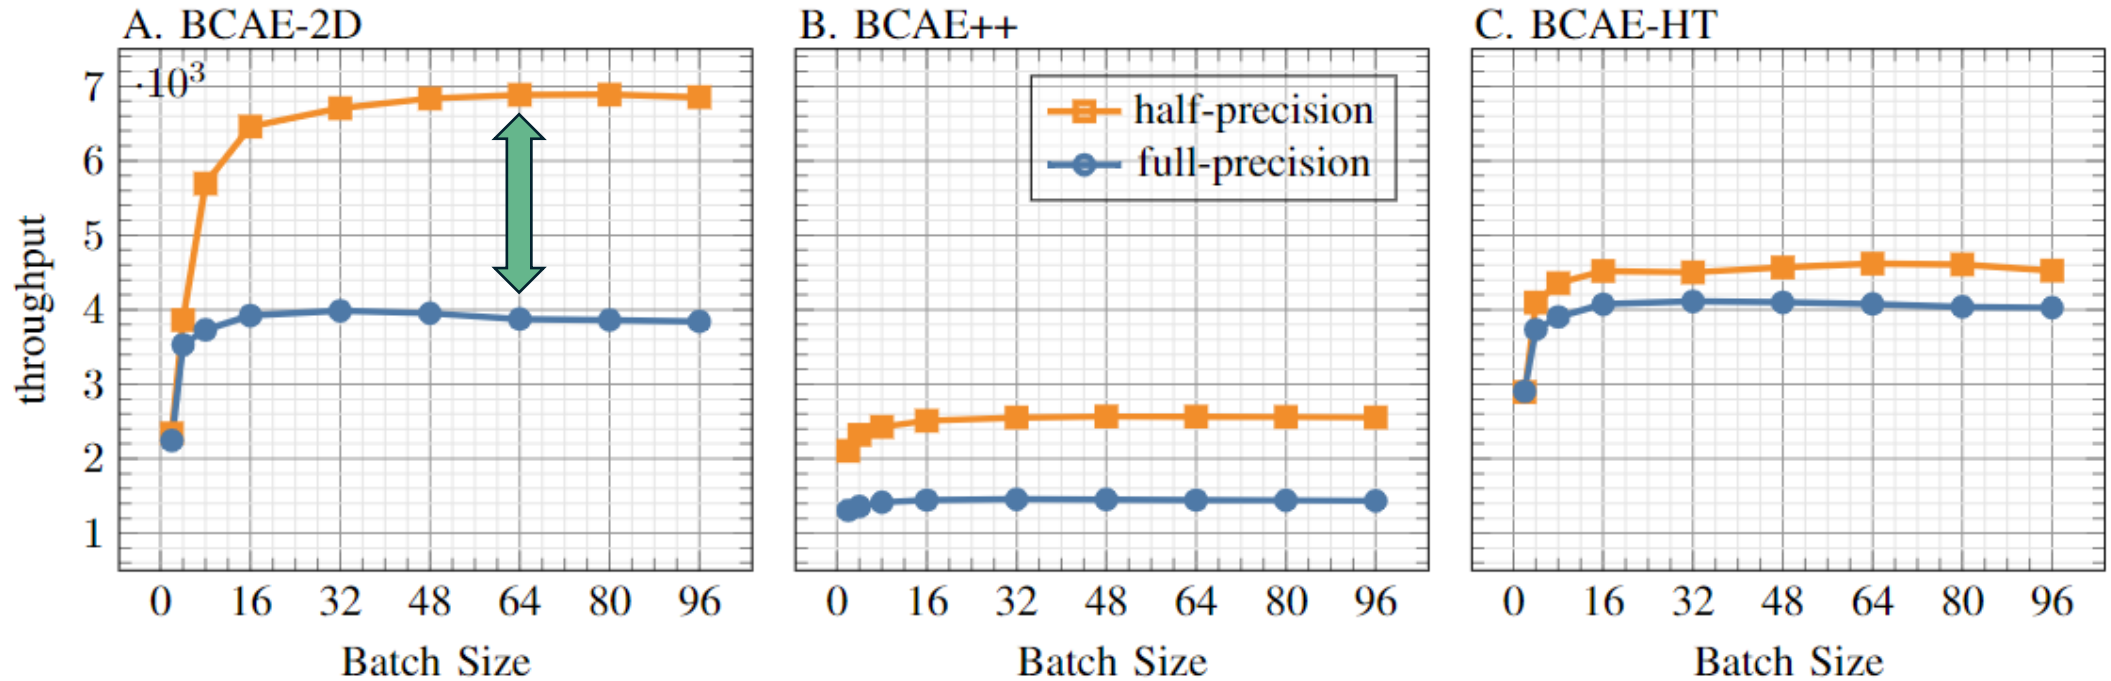 A. BCAE-2D
B. BCAE++
C. BCAE-HT
·10³
throughput
7
6
5
4
3
2
1
half-precision
full-precision
0 16 32 48 64 80 96
0 16 32 48 64 80 96
0 16 32 48 64 80 96
Batch Size
Batch Size
Batch Size